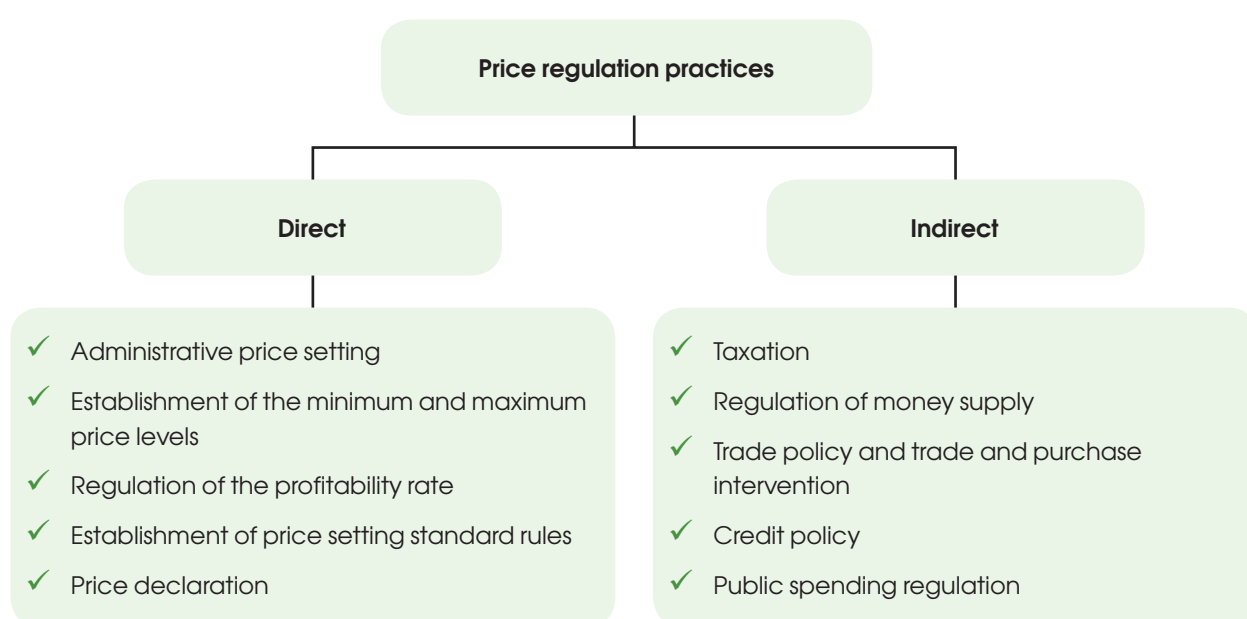 Price regulation practices
Direct
Indirect
Administrative price setting
Establishment of the minimum and maximum
price levels
Regulation of the profitability rate
Establishment of price setting standard rules
Price declaration
Taxation
Regulation of money supply
Trade policy and trade and purchase
intervention
Credit policy
Public spending regulation